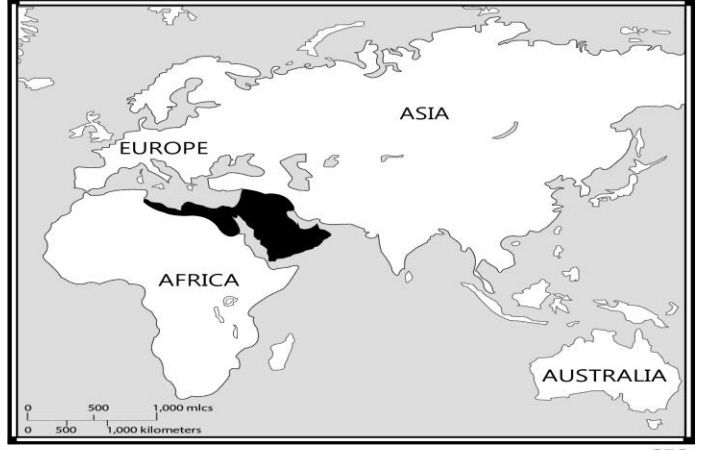 ASIA
EUROPE
AFRICA
AUSTRALIA
0 500 1,000 mlcs
0 500 1,000 kilometers